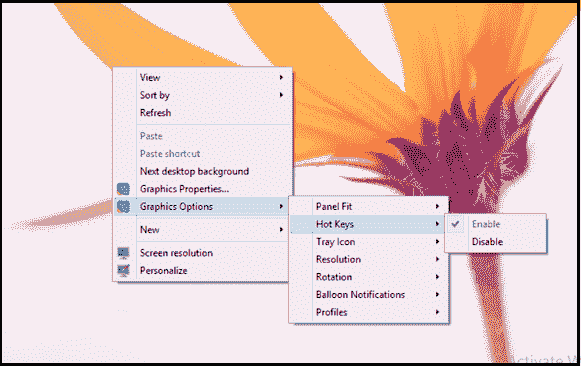 View
Sort by
Refresh
Paste
Paste shortcut
Next desktop background
Graphics Properties...
Graphics Options
New
Screen resolution
Personalize
Panel Fit
Hot Keys
Tray Icon
Resolution
Rotation
Balloon Notifications
Profiles
Enable
Disable
Activate W